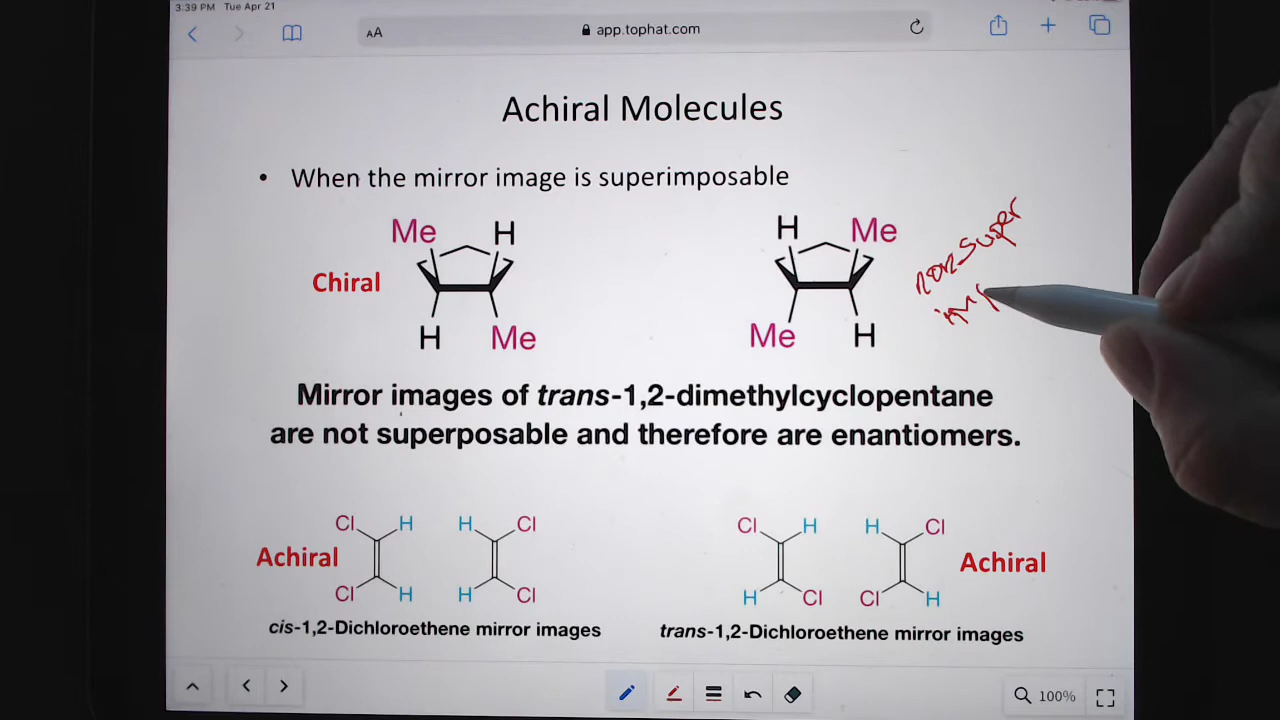 3:39 PM Tue Apr 21
AA
app.tophat.com
Achiral Molecules
• When the mirror image is superimposable
Me H
Chiral
H Me
H Me
Me H
non super
imp
Mirror images of trans-1,2-dimethylcyclopentane
are not superposable and therefore are enantiomers.
Cl H
H Cl
Achiral
Cl H
H Cl
cis-1,2-Dichloroethene mirror images
Cl H
H Cl
Achiral
H Cl
Cl H
trans-1,2-Dichloroethene mirror images
100%